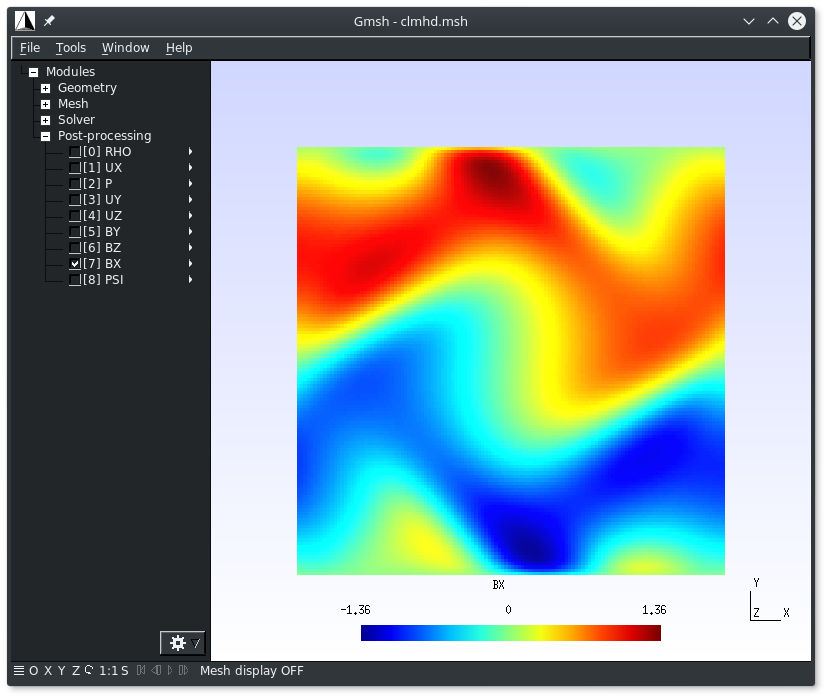 Gmsh - clmhd.msh
File Tools Window Help
Modules
Geometry
Mesh
Solver
Post-processing
[0] RHO
[1] UX
[2] P
[3] UY
[4] UZ
[5] BY
[6] BZ
[7] BX
[8] PSI
BX
-1.36 0 1.36
Y
Z X
O X Y Z 1:1 S Mesh display OFF